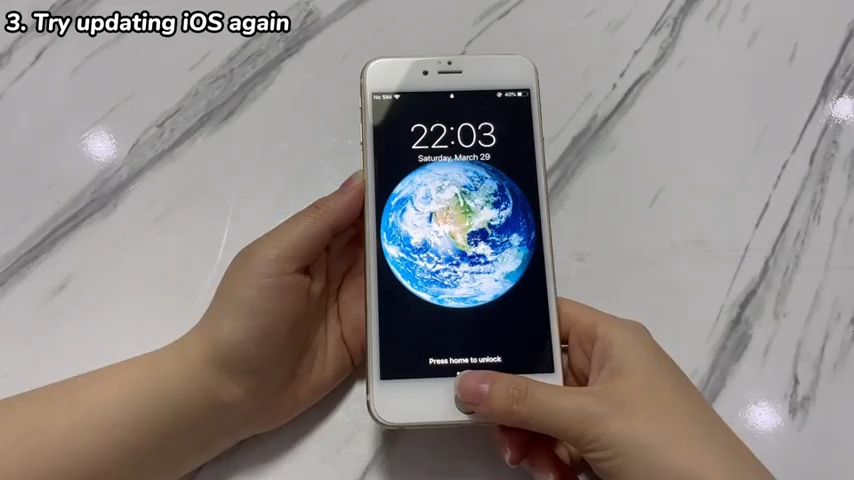 3. Try updating iOS again
No SIM
40%
22:03
Saturday, March 29
Press home to unlock